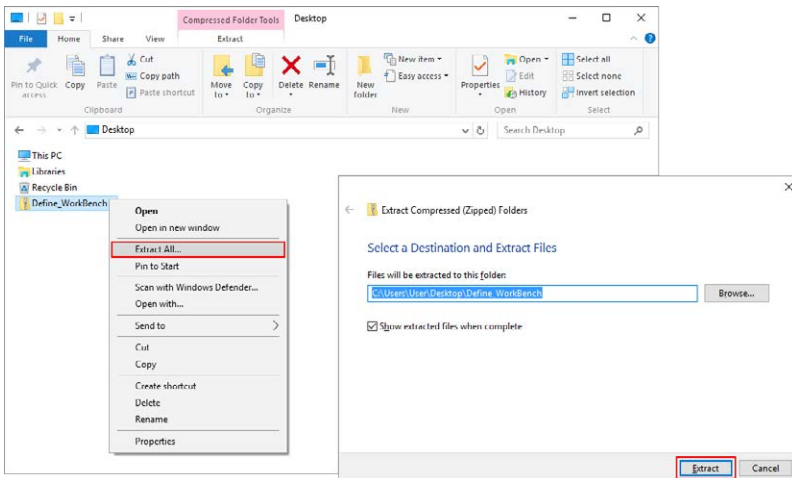 Compressed Folder Tools
Desktop
File
Home
Share
View
Extract
Pin to Quick access
Copy
Paste
Cut
Copy path
Paste shortcut
Clipboard
Move to
Copy to
Delete
Rename
Organize
New folder
New item
Easy access
New
Properties
Open
Edit
History
Open
Select all
Select none
Invert selection
Select
Desktop
Search Desktop
This PC
Libraries
Recycle Bin
Define_WorkBench
Open
Open in new window
Extract All...
Pin to Start
Scan with Windows Defender...
Open with...
Send to
Cut
Copy
Create shortcut
Delete
Rename
Properties
Extract Compressed (Zipped) Folders
Select a Destination and Extract Files
Files will be extracted to this folder:
C:\Users\User\Desktop\Define_WorkBench
Browse...
Show extracted files when complete
Extract
Cancel